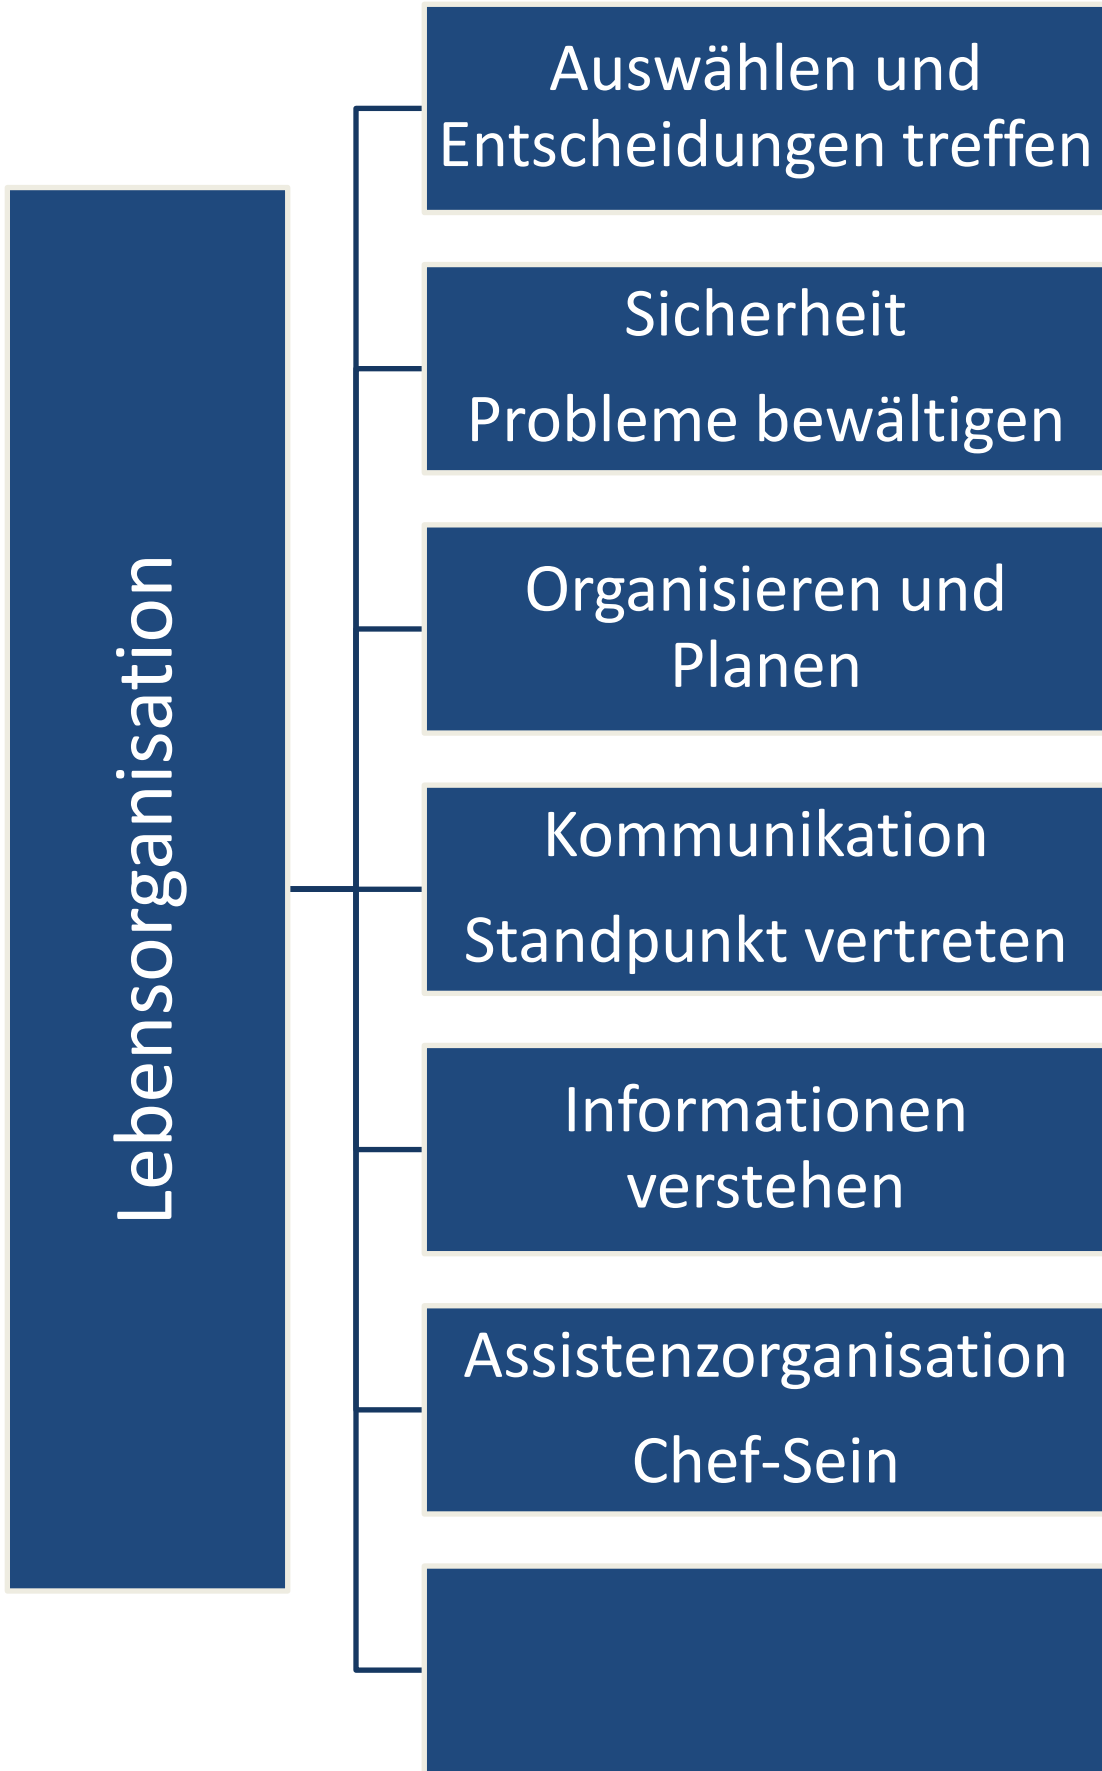 Lebensorganisation
Auswählen und
Entscheidungen treffen
Sicherheit
Probleme bewältigen
Organisieren und
Planen
Kommunikation
Standpunkt vertreten
Informationen
verstehen
Assistenzorganisation
Chef-Sein